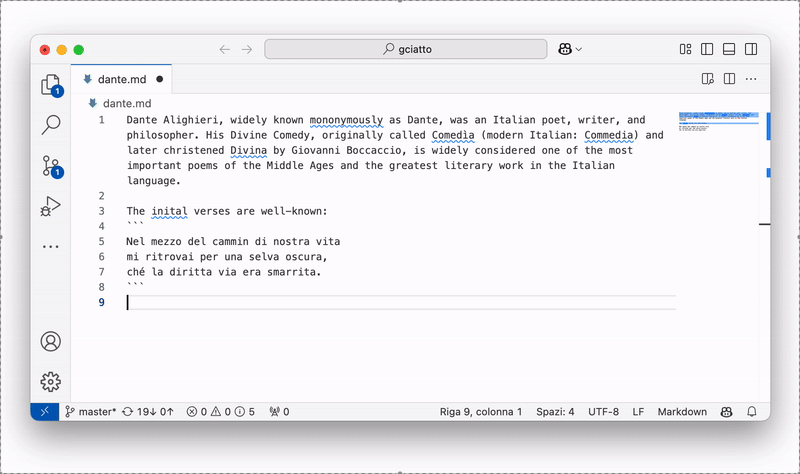 gciatto
dante.md
dante.md
1 Dante Alighieri, widely known mononymously as Dante, was an Italian poet, writer, and
philosopher. His Divine Comedy, originally called Comedìa (modern Italian: Commedia) and
later christened Divina by Giovanni Boccaccio, is widely considered one of the most
important poems of the Middle Ages and the greatest literary work in the Italian
language.
2
3 The inital verses are well-known:
4 ```
5 Nel mezzo del cammin di nostra vita
6 mi ritrovai per una selva oscura,
7 ché la diritta via era smarrita.
8 ```
9
1
1
master* 19↓ 0↑ 0 0 5 0 Riga 9, colonna 1 Spazi: 4 UTF-8 LF Markdown